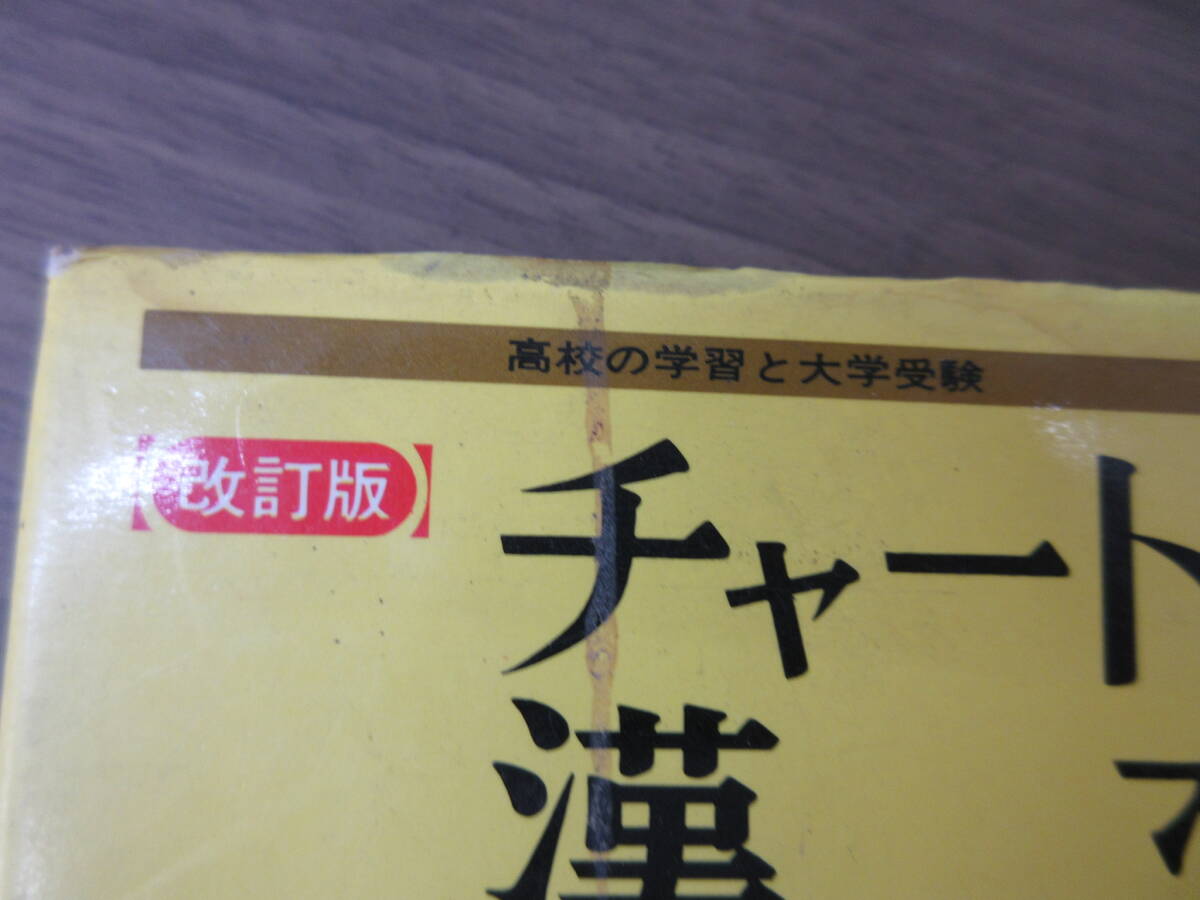 高校の学習と大学受験
【改訂版】
チャート
漢